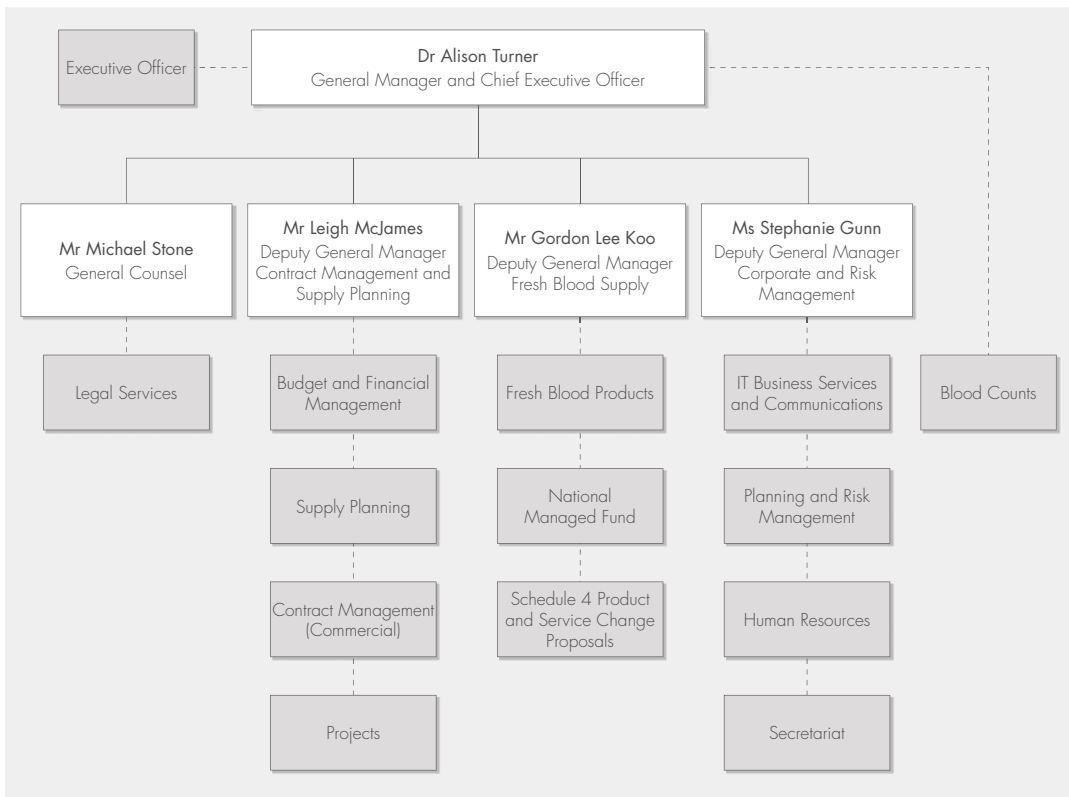 Executive Officer
Dr Alison Turner
General Manager and Chief Executive Officer
Mr Michael Stone
General Counsel
Mr Leigh McJames
Deputy General Manager
Contract Management and
Supply Planning
Mr Gordon Lee Koo
Deputy General Manager
Fresh Blood Supply
Ms Stephanie Gunn
Deputy General Manager
Corporate and Risk
Management
Legal Services
Budget and Financial
Management
Fresh Blood Products
IT Business Services
and Communications
Blood Counts
Supply Planning
National
Managed Fund
Planning and Risk
Management
Contract Management
(Commercial)
Schedule 4 Product
and Service Change
Proposals
Human Resources
Projects
Secretariat